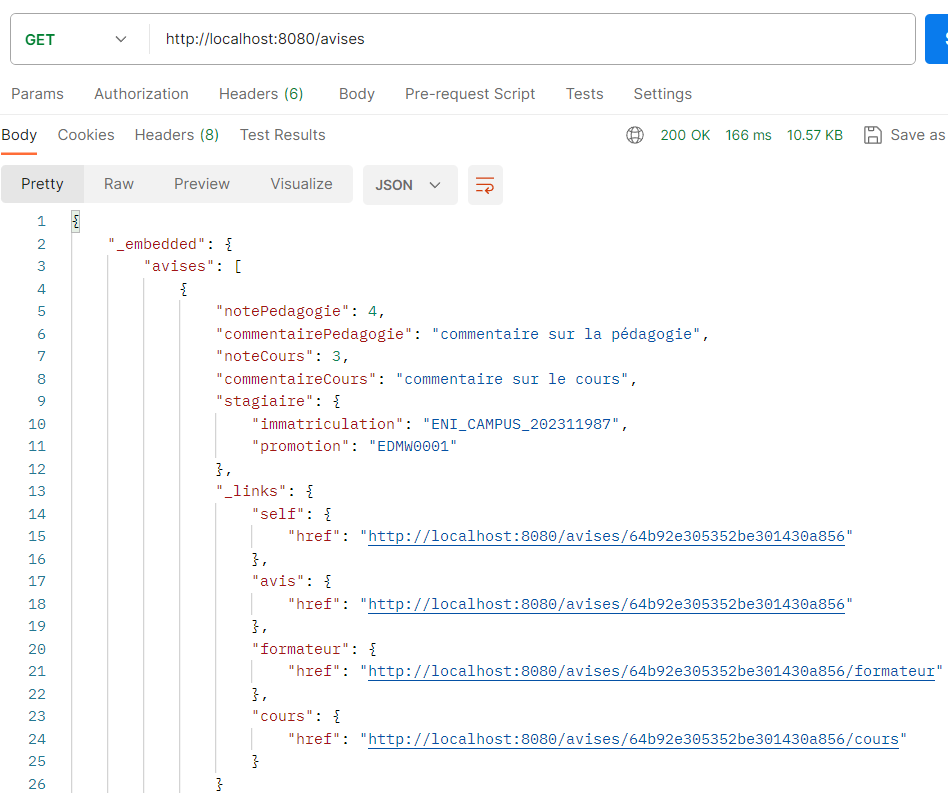 GET http://localhost:8080/avises
Params Authorization Headers (6) Body Pre-request Script Tests Settings
Body Cookies Headers (8) Test Results 200 OK 166 ms 10.57 KB Save as
Pretty Raw Preview Visualize JSON
1 {
2 "_embedded": {
3 "avises": [
4 {
5 "notePedagogie": 4,
6 "commentairePedagogie": "commentaire sur la pédagogie",
7 "noteCours": 3,
8 "commentaireCours": "commentaire sur le cours",
9 "stagiaire": {
10 "immatriculation": "ENI_CAMPUS_202311987",
11 "promotion": "EDMW0001"
12 },
13 "_links": {
14 "self": {
15 "href": "http://localhost:8080/avises/64b92e305352be301430a856"
16 },
17 "avis": {
18 "href": "http://localhost:8080/avises/64b92e305352be301430a856"
19 },
20 "formateur": {
21 "href": "http://localhost:8080/avises/64b92e305352be301430a856/formateur"
22 },
23 "cours": {
24 "href": "http://localhost:8080/avises/64b92e305352be301430a856/cours"
25 }
26 }